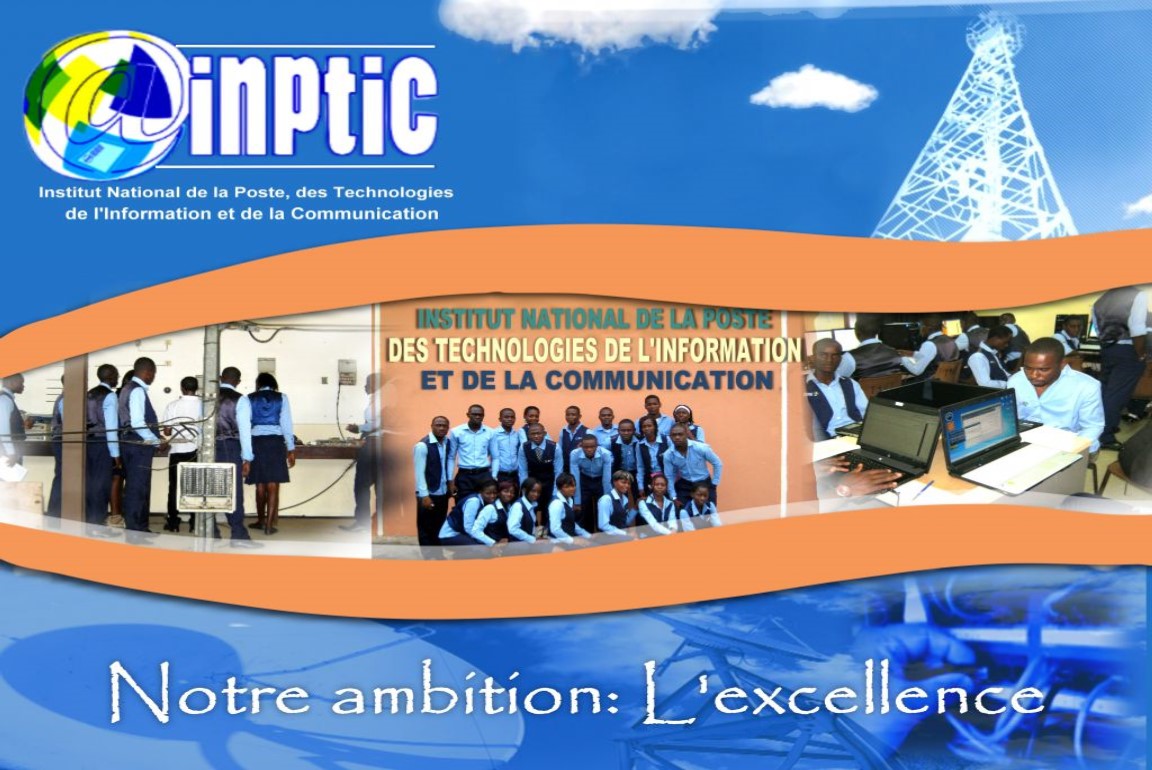 inptic
Institut National de la Poste, des Technologies
de l'Information et de la Communication
INSTITUT NATIONAL DE LA POSTE
DES TECHNOLOGIES DE L'INFORMATION
ET DE LA COMMUNICATION
Notre ambition: L'excellence